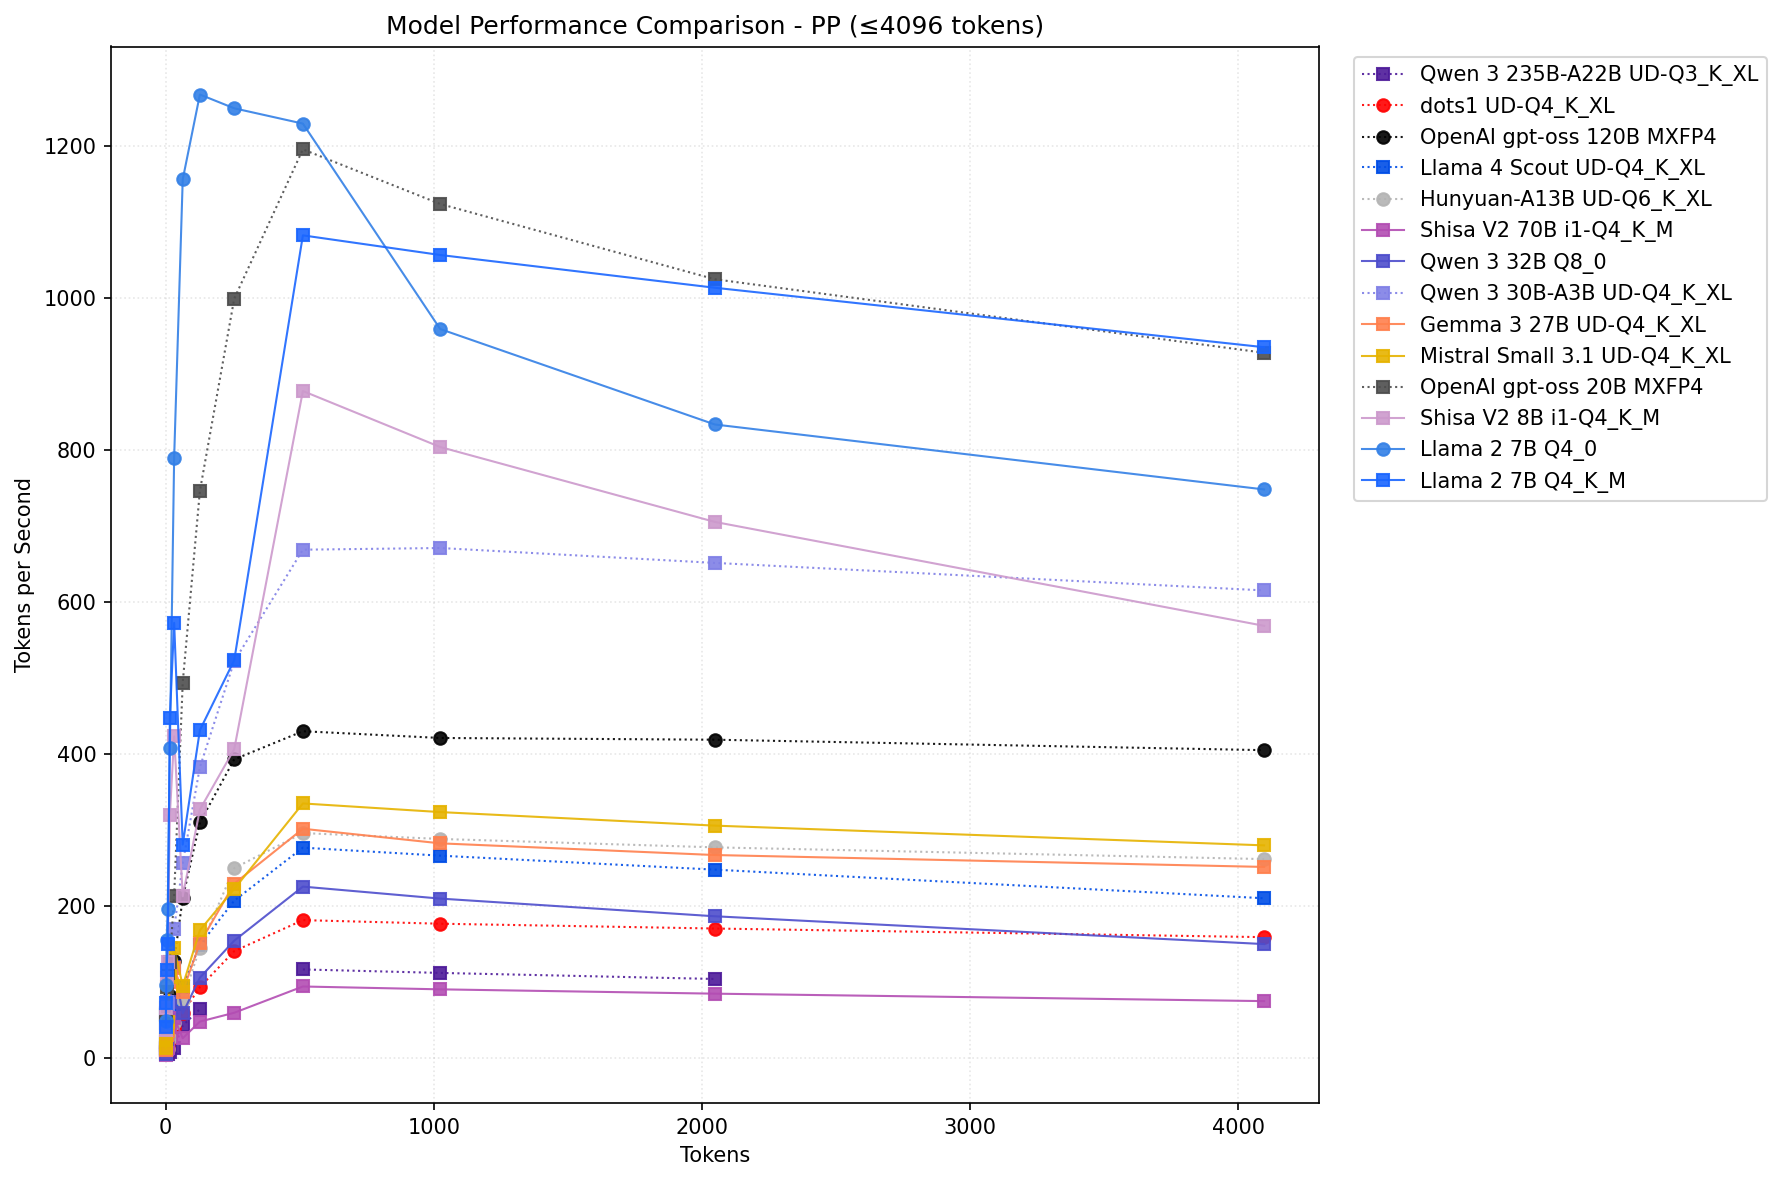 Model Performance Comparison - PP (≤4096 tokens)
1200
1000
800
600
400
200
0
Tokens per Second
0 1000 2000 3000 4000
Tokens
Qwen 3 235B-A22B UD-Q3_K_XL
dots1 UD-Q4_K_XL
OpenAI gpt-oss 120B MXFP4
Llama 4 Scout UD-Q4_K_XL
Hunyuan-A13B UD-Q6_K_XL
Shisa V2 70B i1-Q4_K_M
Qwen 3 32B Q8_0
Qwen 3 30B-A3B UD-Q4_K_XL
Gemma 3 27B UD-Q4_K_XL
Mistral Small 3.1 UD-Q4_K_XL
OpenAI gpt-oss 20B MXFP4
Shisa V2 8B i1-Q4_K_M
Llama 2 7B Q4_0
Llama 2 7B Q4_K_M